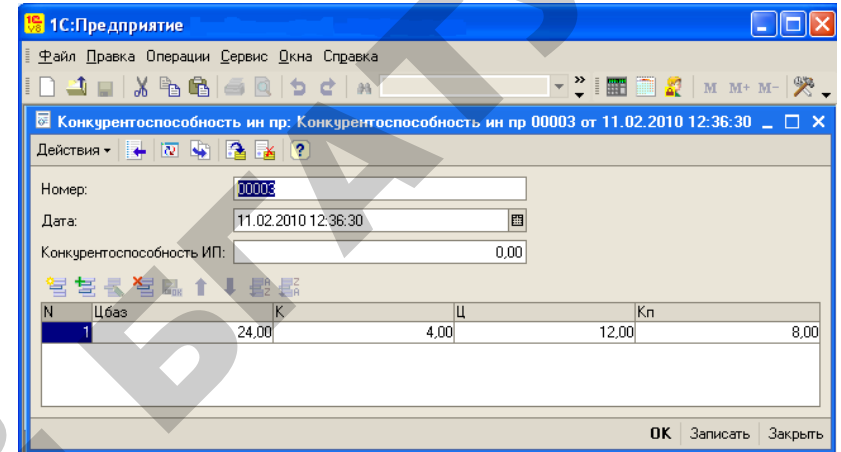 1С:Предприятие
Файл Правка Операции Сервис Окна Справка
M M+ M-
Конкурентоспособность ин пр: Конкурентоспособность ин пр 00003 от 11.02.2010 12:36:30
Действия
Номер: 00003
Дата: 11.02.2010 12:36:30
Конкурентоспособность ИП: 0,00
N Цбаз К Ц Кп
1 24,00 4,00 12,00 8,00
ОК Записать Закрыть
БГАТУ